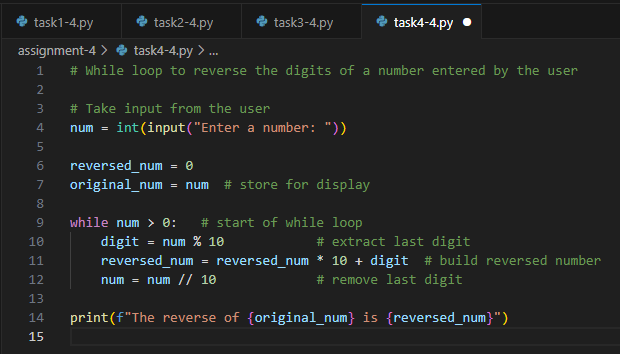 task1-4.py task2-4.py task3-4.py task4-4.py
assignment-4 > task4-4.py > ...
1 # While loop to reverse the digits of a number entered by the user
2
3 # Take input from the user
4 num = int(input("Enter a number: "))
5
6 reversed_num = 0
7 original_num = num  # store for display
8
9 while num > 0:   # start of while loop
10     digit = num % 10            # extract last digit
11     reversed_num = reversed_num * 10 + digit  # build reversed number
12     num = num // 10             # remove last digit
13
14 print(f"The reverse of {original_num} is {reversed_num}")
15